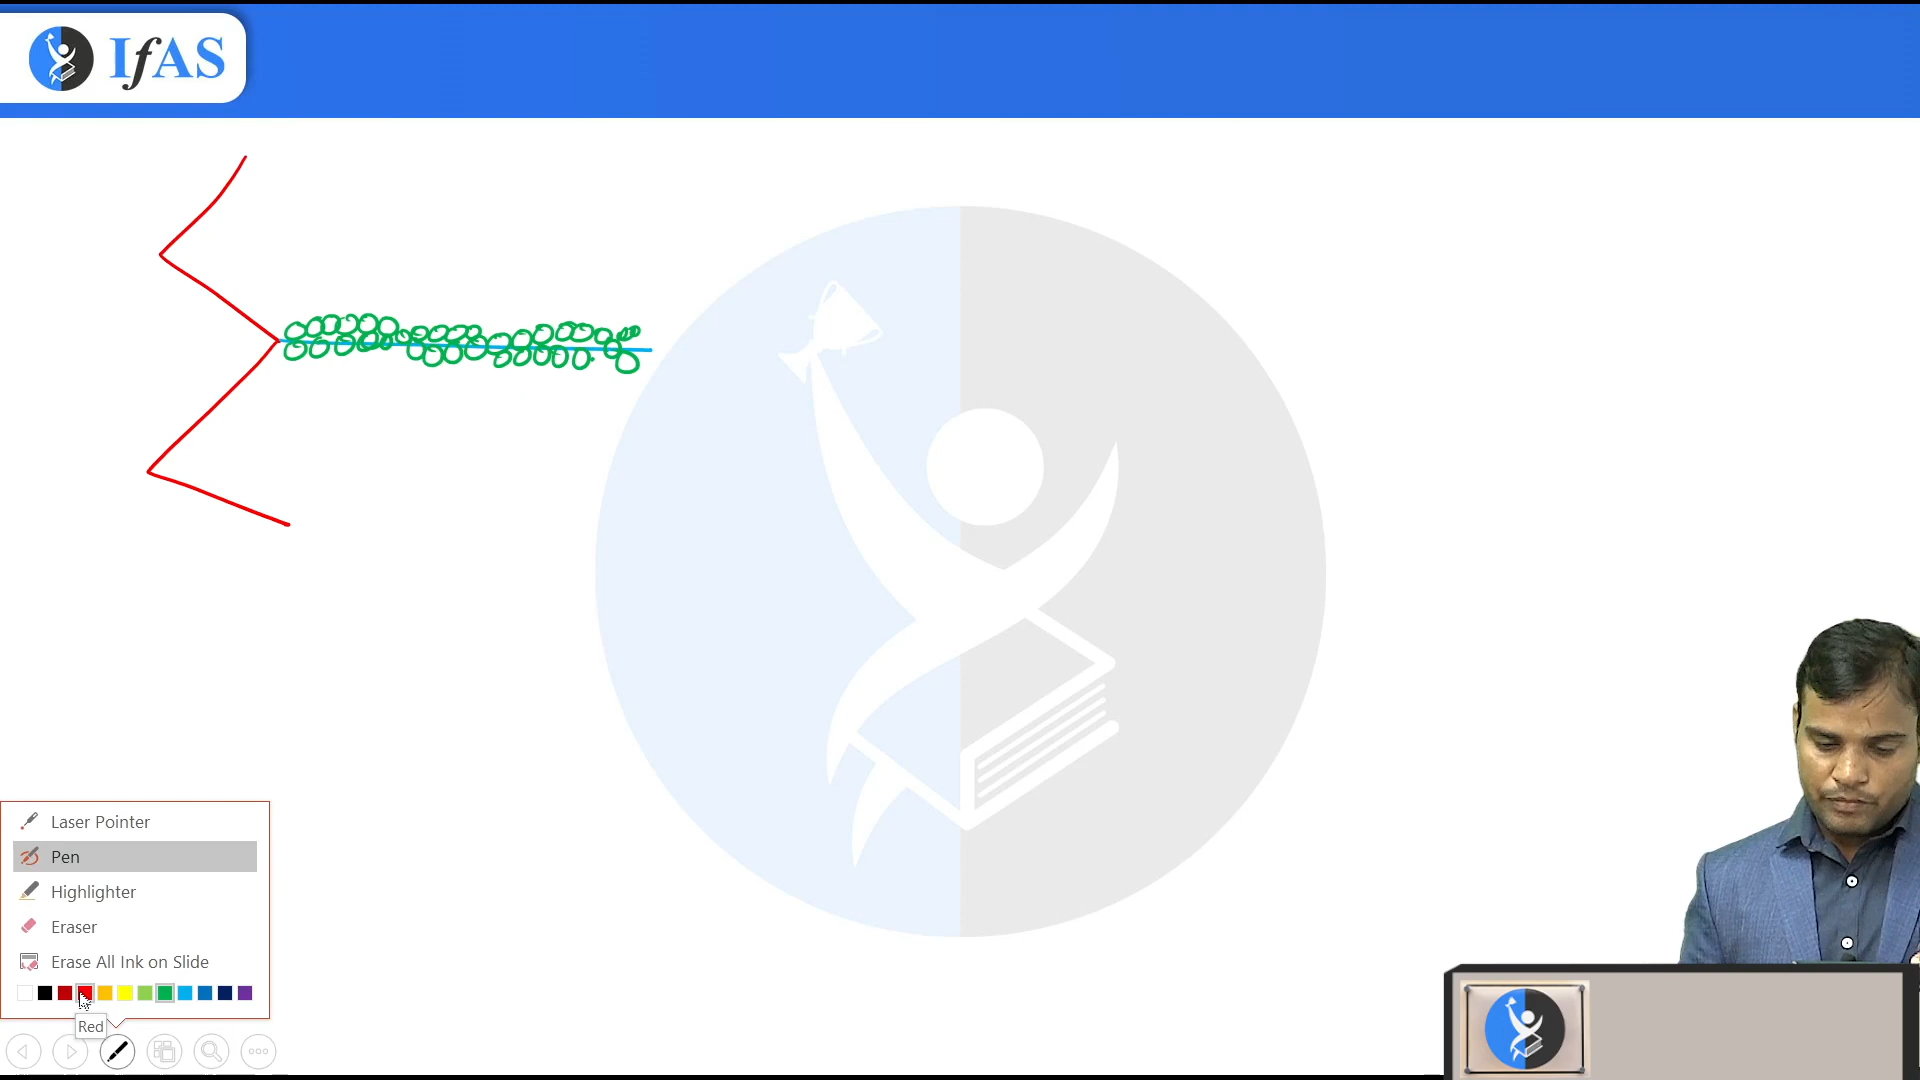 IfAS
Laser Pointer
Pen
Highlighter
Eraser
Erase All Ink on Slide
Red